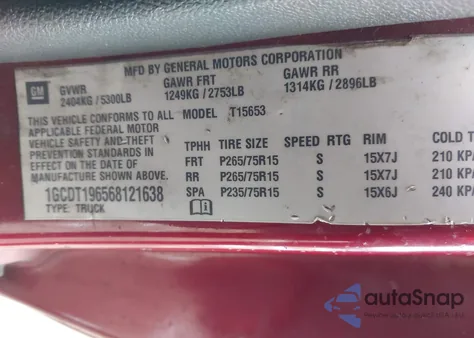 MFD BY GENERAL MOTORS CORPORATION
GM
GVWR GAWR FRT GAWR RR
2404KG / 5300LB 1249KG / 2753LB 1314KG / 2896LB
THIS VEHICLE CONFORMS TO ALL MODEL T15653
APPLICABLE FEDERAL MOTOR
VEHICLE SAFETY AND THEFT
PREVENTION STANDARDS IN
EFFECT ON THE DATE OF
MANUFACTURE SHOWN ABOVE.
1GCDT196568121638
TYPE: TRUCK
TPHH TIRE SIZE SPEED RTG RIM COLD T
FRT P265/75R15 S 15X7J 210 KPA
RR P265/75R15 S 15X7J 210 KPA
SPA P235/75R15 S 15X6J 240 KPA
autoSnap